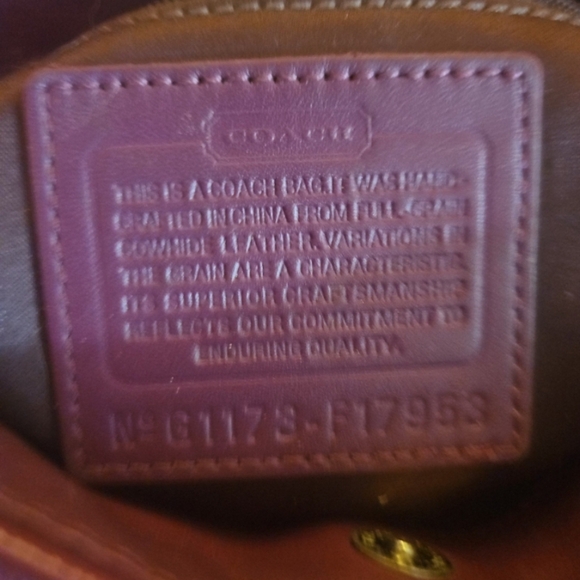 COACH
THIS IS A COACH BAG. IT WAS HAND-
CRAFTED IN CHINA FROM FULL-GRAIN
COWHIDE LEATHER. VARIATIONS IN
THE GRAIN ARE A CHARACTERISTIC.
ITS SUPERIOR CRAFTSMANSHIP
REFLECTS OUR COMMITMENT TO
ENDURING QUALITY.
Nº G1173-F17953